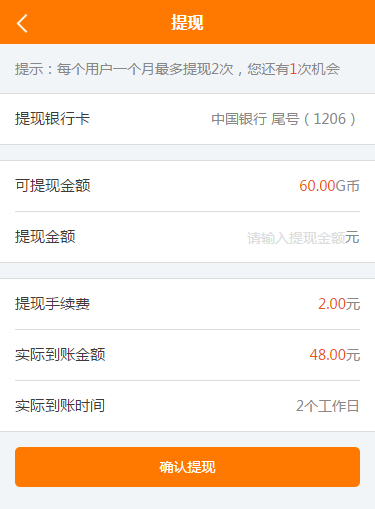 提现
提示：每个用户一个月最多提现2次，您还有1次机会
提现银行卡 中国银行 尾号（1206）
可提现金额 60.00G币
提现金额 请输入提现金额元
提现手续费 2.00元
实际到账金额 48.00元
实际到账时间 2个工作日
确认提现